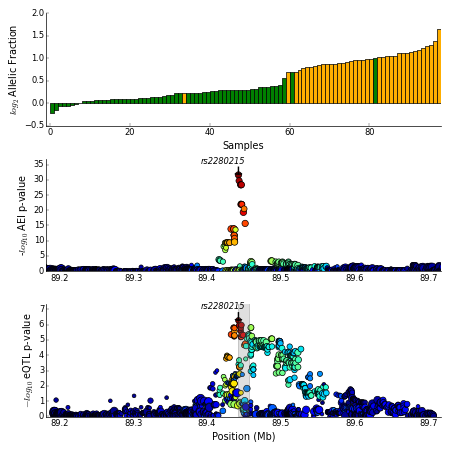 2.0
1.5
1.0
0.5
0.0
−0.5
log2 Allelic Fraction
0 20 40 60 80
Samples
rs2280215
35
30
25
20
15
10
5
0
-log10 AEI p-value
89.2 89.3 89.4 89.5 89.6 89.7
rs2280215
7
6
5
4
3
2
1
0
−log10 eQTL p-value
89.2 89.3 89.4 89.5 89.6 89.7
Position (Mb)